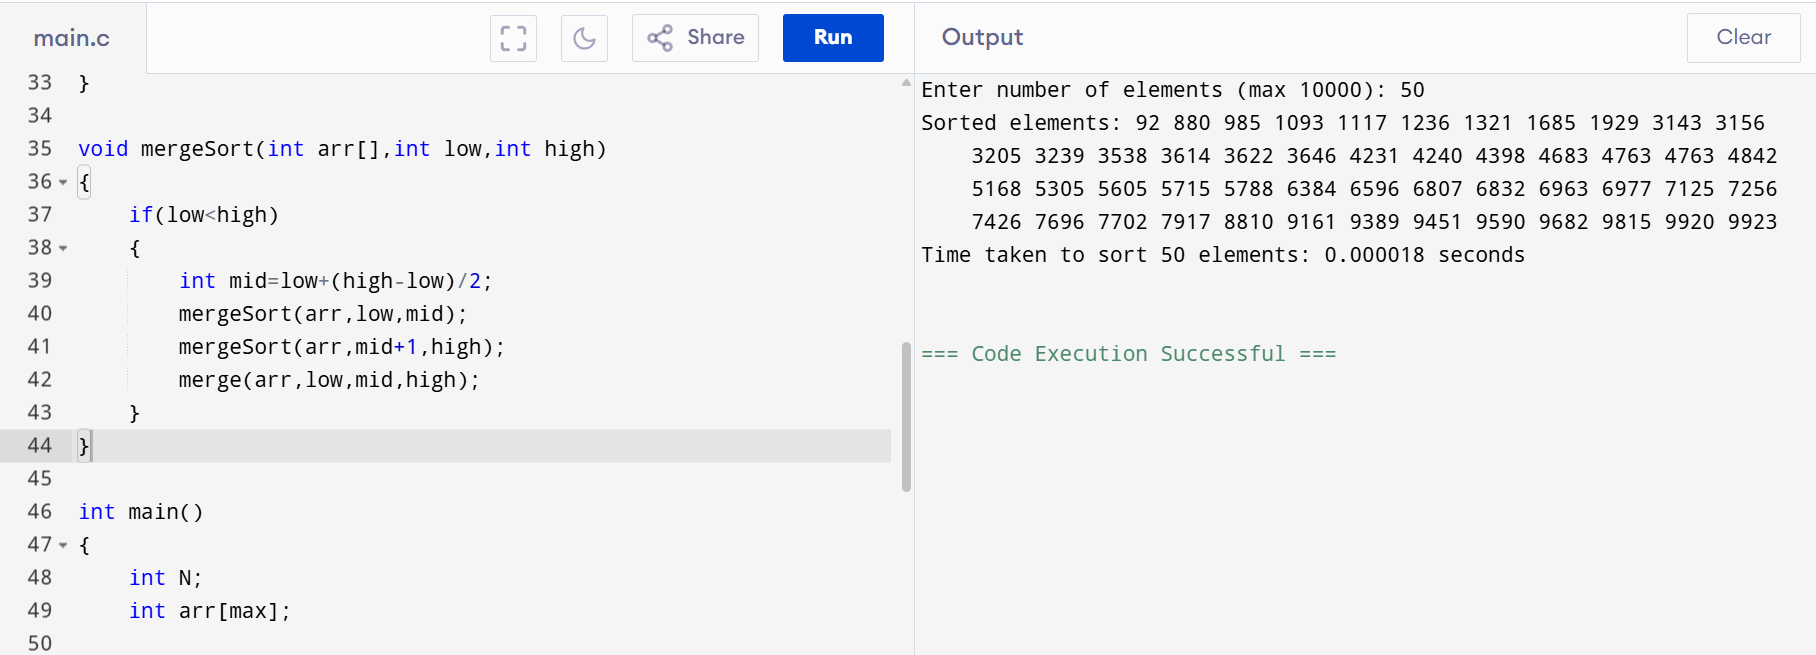 main.c
Share
Run
33 }
34
35 void mergeSort(int arr[],int low,int high)
36 {
37     if(low<high)
38     {
39         int mid=low+(high-low)/2;
40         mergeSort(arr,low,mid);
41         mergeSort(arr,mid+1,high);
42         merge(arr,low,mid,high);
43     }
44 }
45
46 int main()
47 {
48     int N;
49     int arr[max];
50
Output
Clear
Enter number of elements (max 10000): 50
Sorted elements: 92 880 985 1093 1117 1236 1321 1685 1929 3143 3156
3205 3239 3538 3614 3622 3646 4231 4240 4398 4683 4763 4763 4842
5168 5305 5605 5715 5788 6384 6596 6807 6832 6963 6977 7125 7256
7426 7696 7702 7917 8810 9161 9389 9451 9590 9682 9815 9920 9923
Time taken to sort 50 elements: 0.000018 seconds
=== Code Execution Successful ===